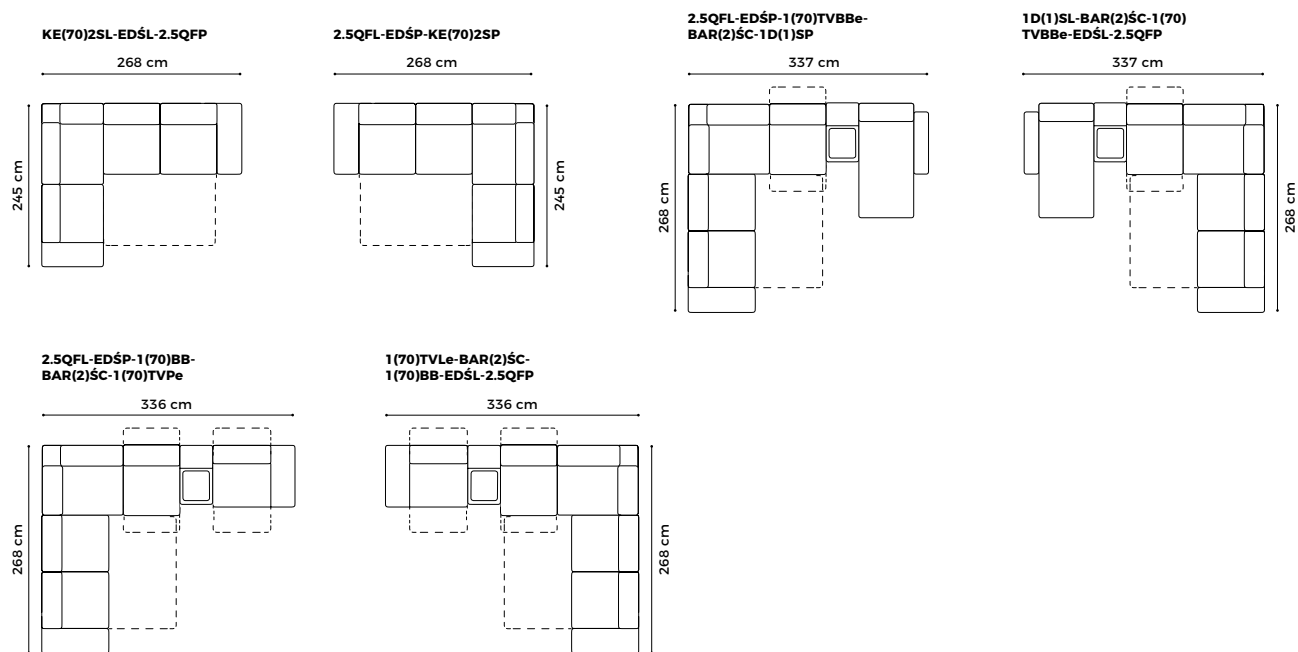 KE(70)2SL-EDŚL-2.5QFP
268 cm
245 cm
2.5QFL-EDŚP-KE(70)2SP
268 cm
245 cm
2.5QFL-EDŚP-1(70)TVBBe-
BAR(2)ŚC-1D(1)SP
337 cm
268 cm
1D(1)SL-BAR(2)ŚC-1(70)
TVBBe-EDŚL-2.5QFP
337 cm
268 cm
2.5QFL-EDŚP-1(70)BB-
BAR(2)ŚC-1(70)TVPe
336 cm
268 cm
1(70)TVLe-BAR(2)ŚC-
1(70)BB-EDŚL-2.5QFP
336 cm
268 cm